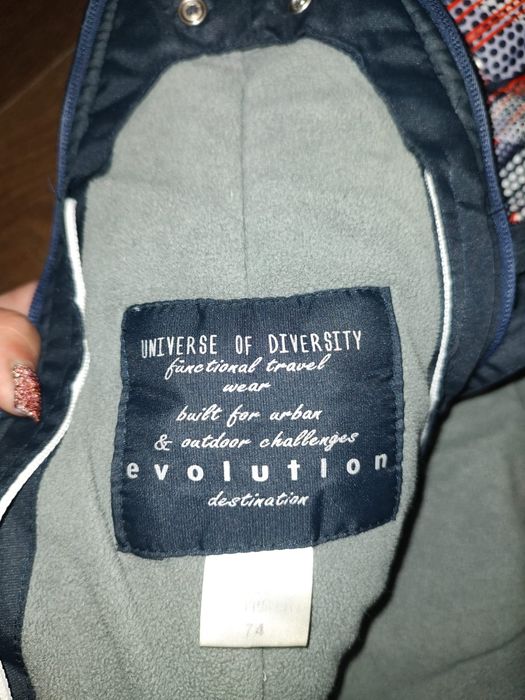 UNIVERSE OF DIVERSITY
functional travel
wear
built for urban
& outdoor challenges
evolution
destination
74